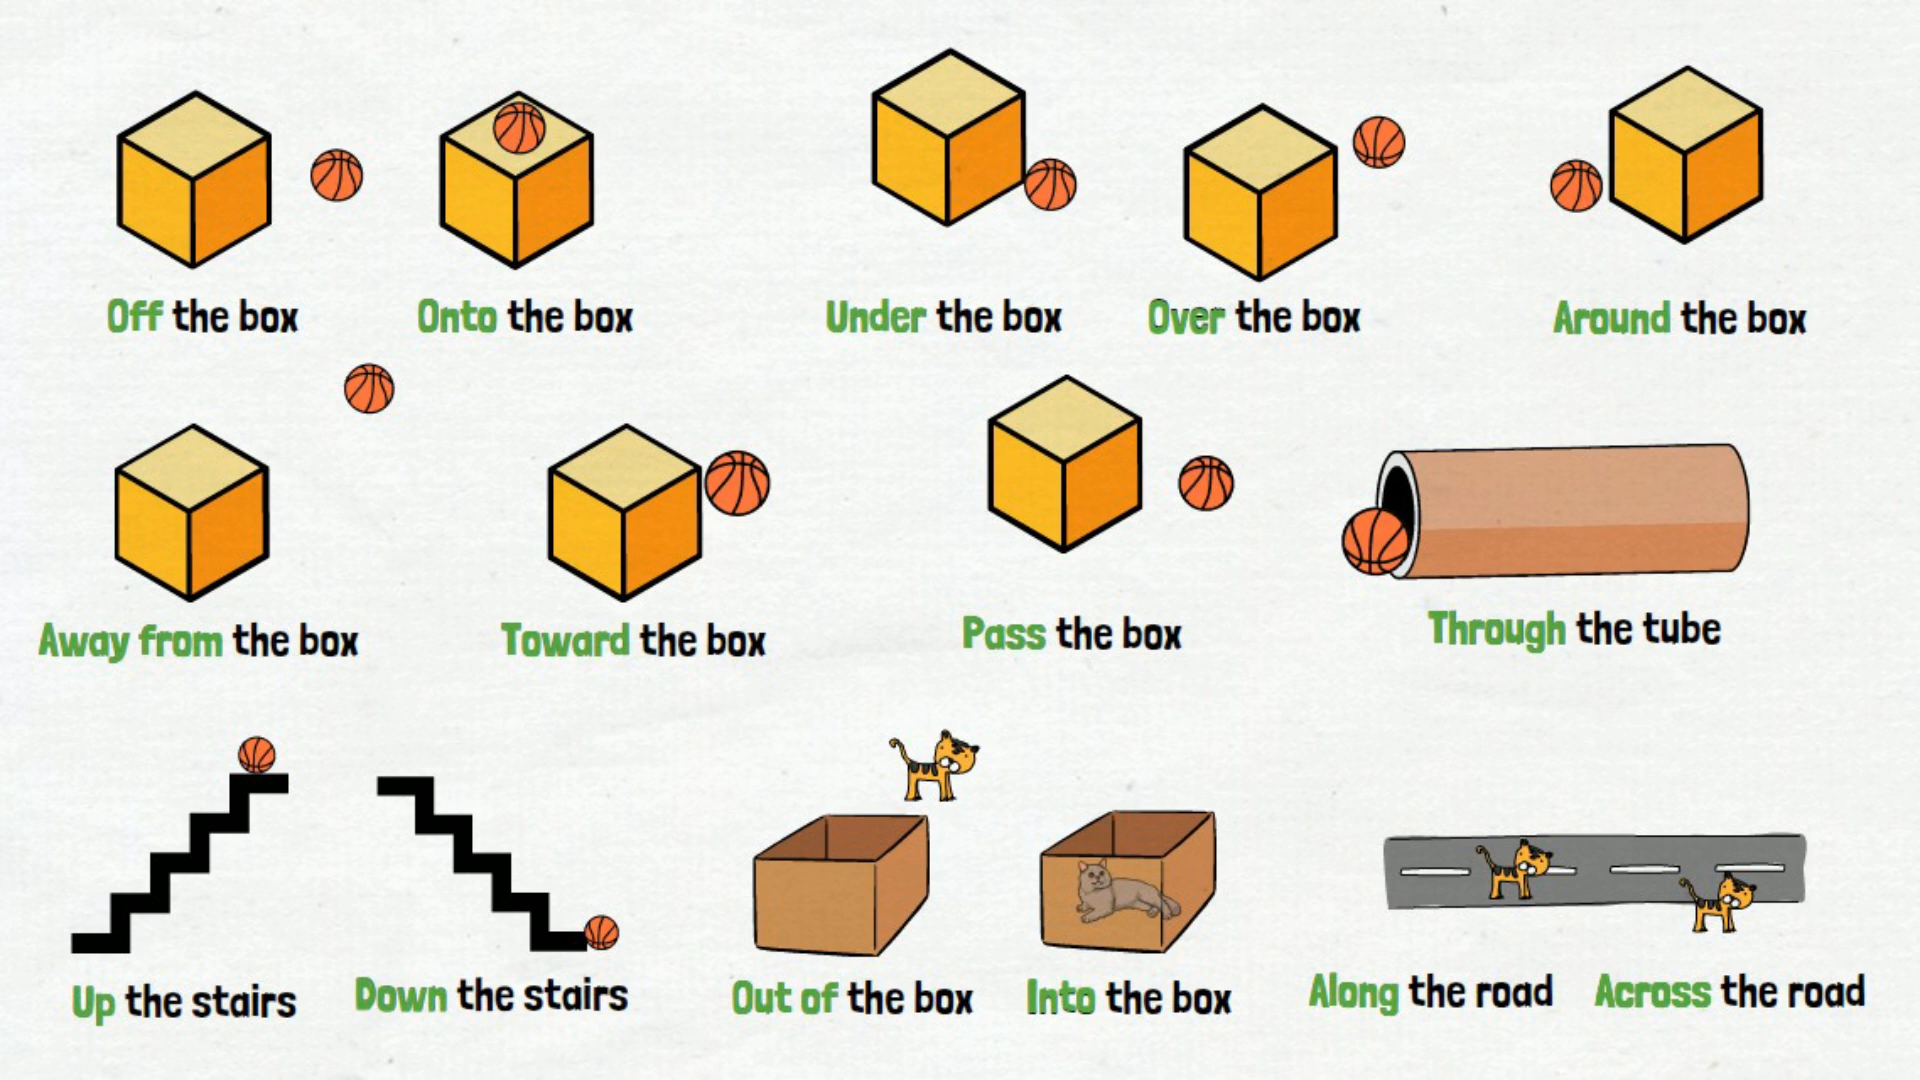 Off the box
Onto the box
Under the box
Over the box
Around the box
Away from the box
Toward the box
Pass the box
Through the tube
Up the stairs
Down the stairs
Out of the box
Into the box
Along the road
Across the road